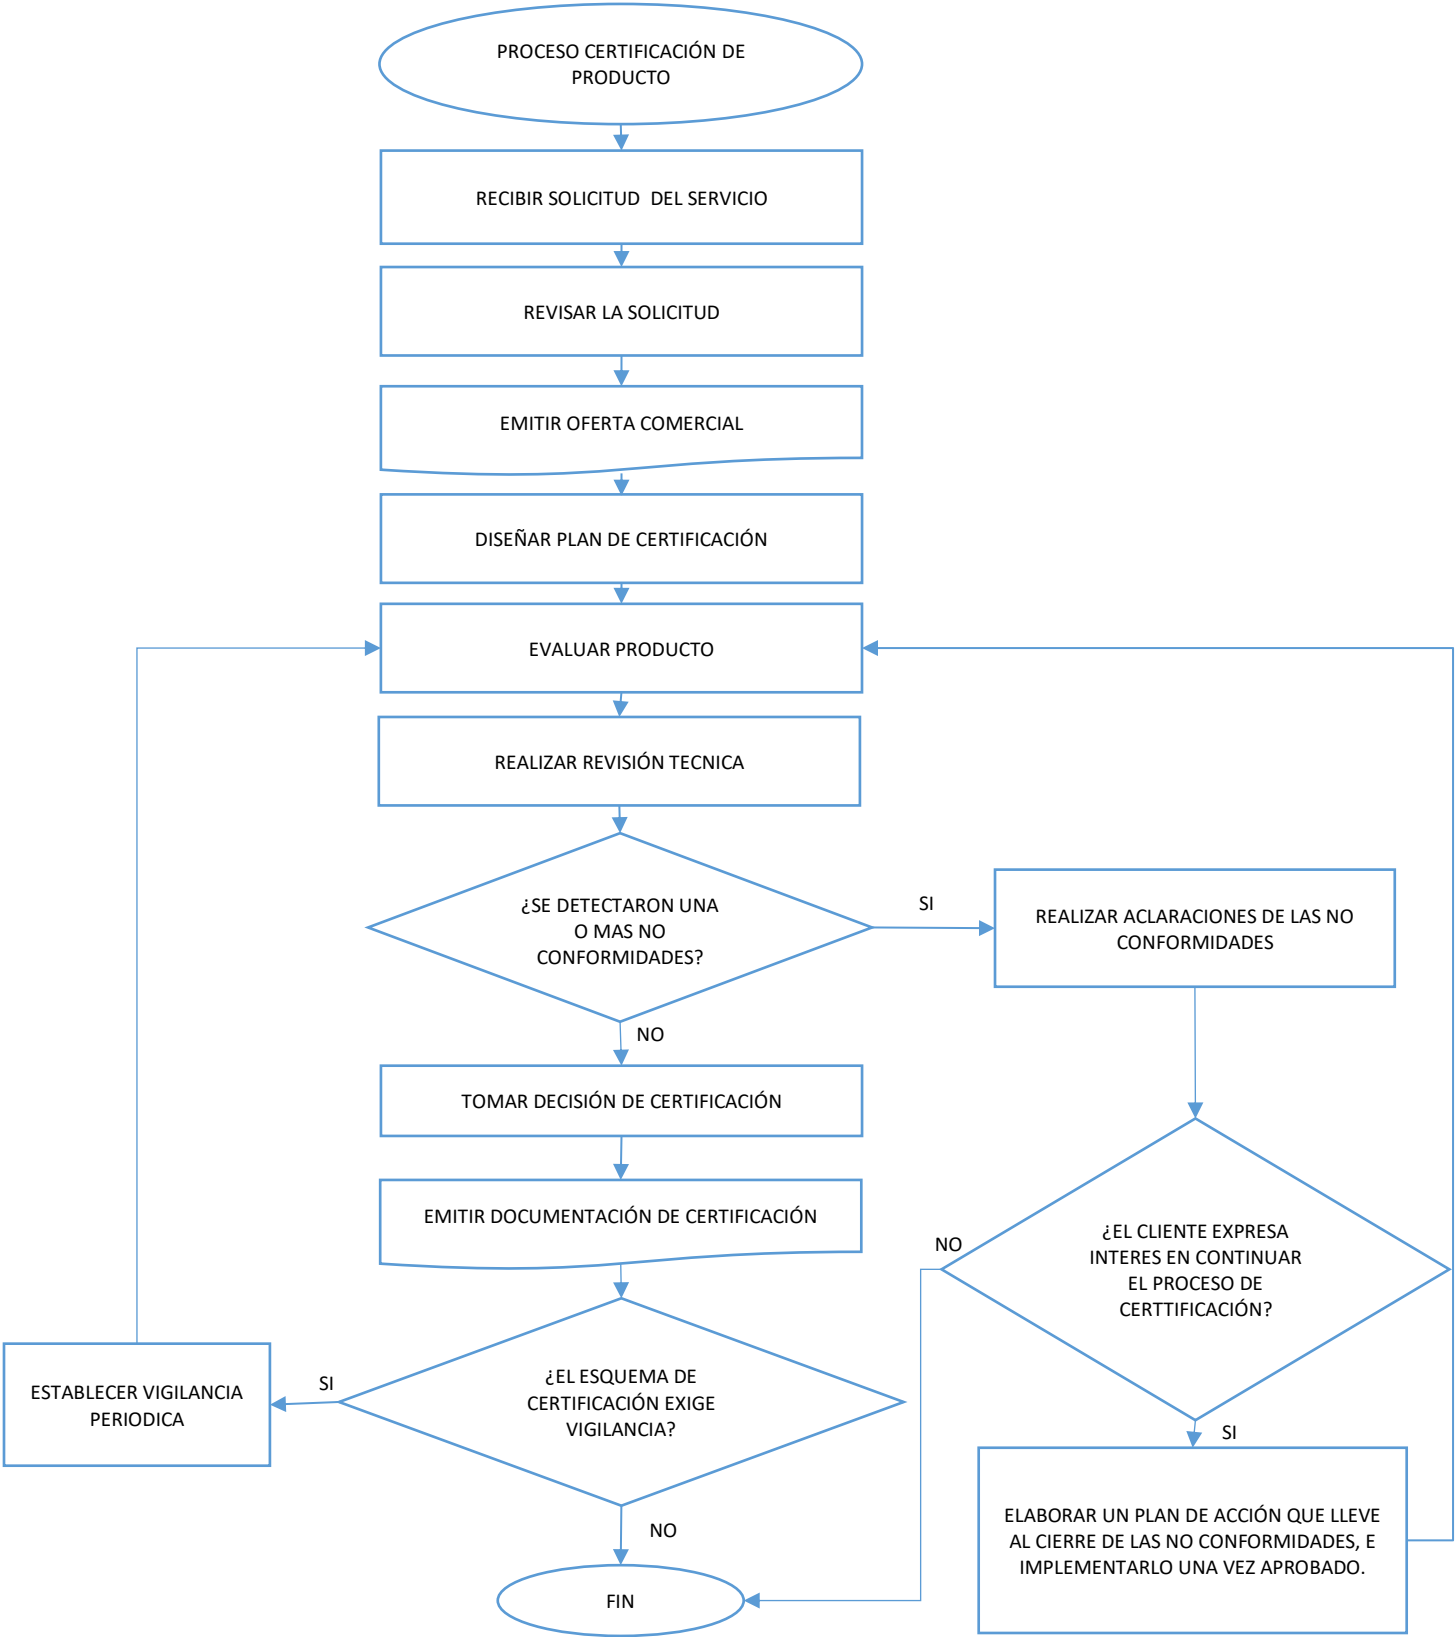 PROCESO CERTIFICACIÓN DE
PRODUCTO
RECIBIR SOLICITUD  DEL SERVICIO
REVISAR LA SOLICITUD
EMITIR OFERTA COMERCIAL
DISEÑAR PLAN DE CERTIFICACIÓN
EVALUAR PRODUCTO
REALIZAR REVISIÓN TECNICA
¿SE DETECTARON UNA
O MAS NO
CONFORMIDADES?
SI
REALIZAR ACLARACIONES DE LAS NO
CONFORMIDADES
NO
TOMAR DECISIÓN DE CERTIFICACIÓN
EMITIR DOCUMENTACIÓN DE CERTIFICACIÓN
NO
¿EL CLIENTE EXPRESA
INTERES EN CONTINUAR
EL PROCESO DE
CERTTIFICACIÓN?
¿EL ESQUEMA DE
CERTIFICACIÓN EXIGE
VIGILANCIA?
SI
ESTABLECER VIGILANCIA
PERIODICA
SI
ELABORAR UN PLAN DE ACCIÓN QUE LLEVE
AL CIERRE DE LAS NO CONFORMIDADES, E
IMPLEMENTARLO UNA VEZ APROBADO.
NO
FIN